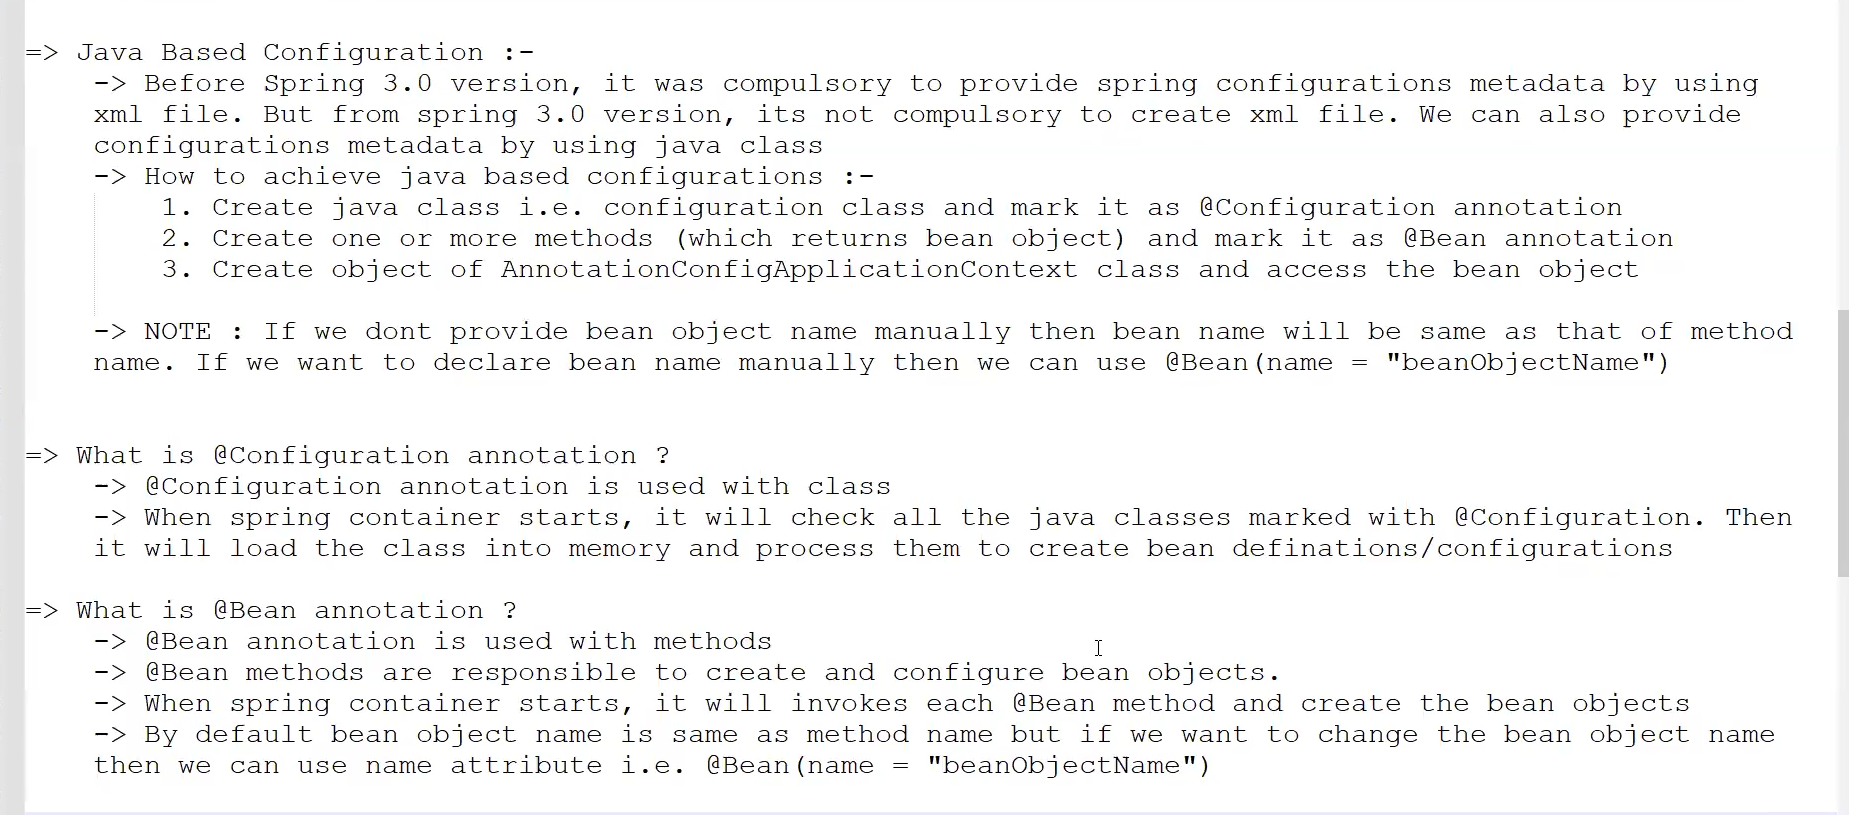 => Java Based Configuration :-
-> Before Spring 3.0 version, it was compulsory to provide spring configurations metadata by using
xml file. But from spring 3.0 version, its not compulsory to create xml file. We can also provide
configurations metadata by using java class
-> How to achieve java based configurations :-
1. Create java class i.e. configuration class and mark it as @Configuration annotation
2. Create one or more methods (which returns bean object) and mark it as @Bean annotation
3. Create object of AnnotationConfigApplicationContext class and access the bean object
-> NOTE : If we dont provide bean object name manually then bean name will be same as that of method
name. If we want to declare bean name manually then we can use @Bean(name = "beanObjectName")
=> What is @Configuration annotation ?
-> @Configuration annotation is used with class
-> When spring container starts, it will check all the java classes marked with @Configuration. Then
it will load the class into memory and process them to create bean definations/configurations
=> What is @Bean annotation ?
-> @Bean annotation is used with methods
-> @Bean methods are responsible to create and configure bean objects.
-> When spring container starts, it will invokes each @Bean method and create the bean objects
-> By default bean object name is same as method name but if we want to change the bean object name
then we can use name attribute i.e. @Bean(name = "beanObjectName")